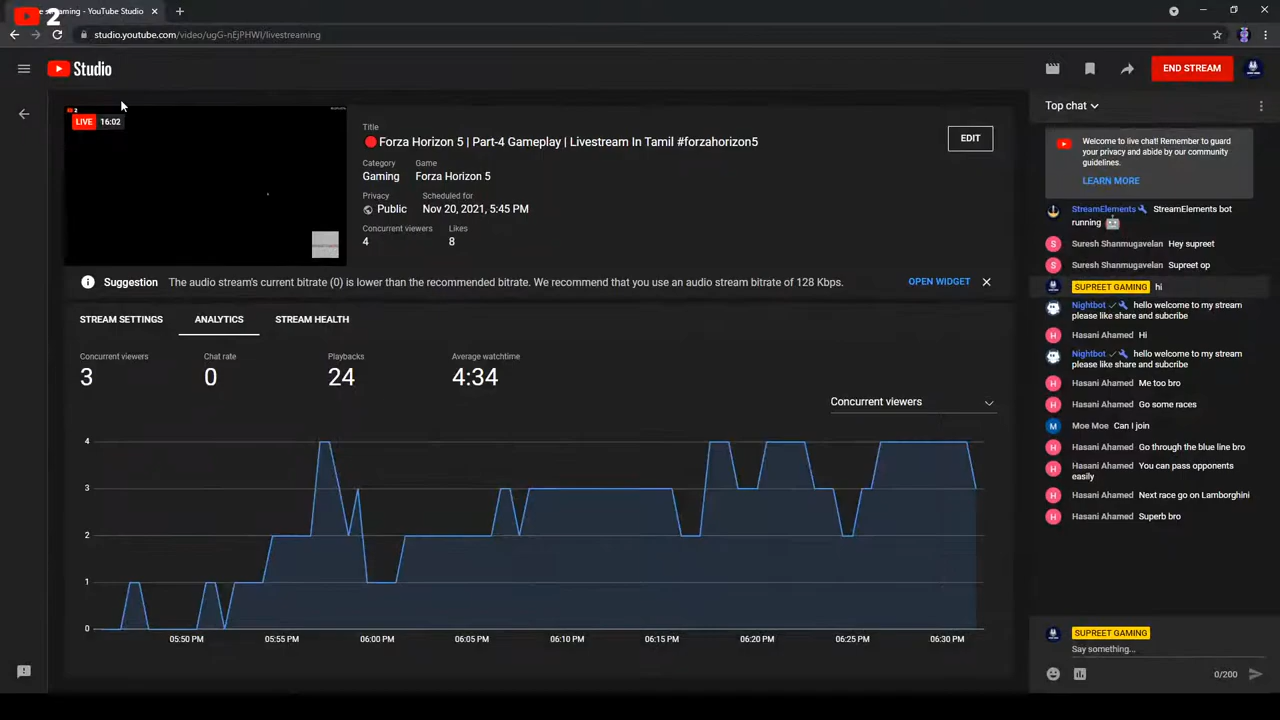 2
streaming - YouTube Studio
studio.youtube.com/video/ugG-nEjPHWI/livestreaming
Studio
END STREAM
LIVE 16:02
Title
Forza Horizon 5 | Part-4 Gameplay | Livestream In Tamil #forzahorizon5
EDIT
Category Game
Gaming Forza Horizon 5
Privacy Scheduled for
Public Nov 20, 2021, 5:45 PM
Concurrent viewers Likes
4 8
Suggestion The audio stream's current bitrate (0) is lower than the recommended bitrate. We recommend that you use an audio stream bitrate of 128 Kbps. OPEN WIDGET
STREAM SETTINGS ANALYTICS STREAM HEALTH
Concurrent viewers Chat rate Playbacks Average watchtime
3 0 24 4:34
Concurrent viewers
4
3
2
1
0
05:50 PM 05:55 PM 06:00 PM 06:05 PM 06:10 PM 06:15 PM 06:20 PM 06:25 PM 06:30 PM
Top chat
Welcome to live chat! Remember to guard
your privacy and abide by our community
guidelines.
LEARN MORE
StreamElements StreamElements bot
running
Suresh Shanmugavelan Hey supreet
Suresh Shanmugavelan Supreet op
SUPREET GAMING hi
Nightbot hello welcome to my stream
please like share and subcribe
Hasani Ahamed Hi
Nightbot hello welcome to my stream
please like share and subcribe
Hasani Ahamed Me too bro
Hasani Ahamed Go some races
M Moe Moe Can I join
H Hasani Ahamed Go through the blue line bro
H Hasani Ahamed You can pass opponents
easily
H Hasani Ahamed Next race go on Lamborghini
H Hasani Ahamed Superb bro
SUPREET GAMING
Say something...
0/200